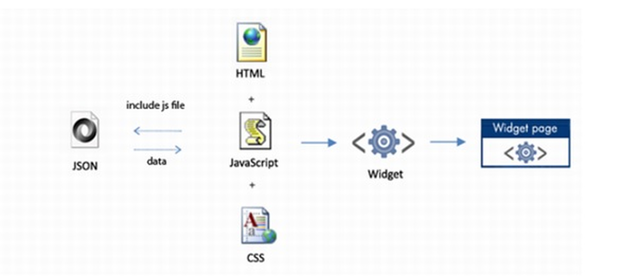 HTML
+
include js file
JSON
data
JavaScript
+
CSS
Widget
Widget page